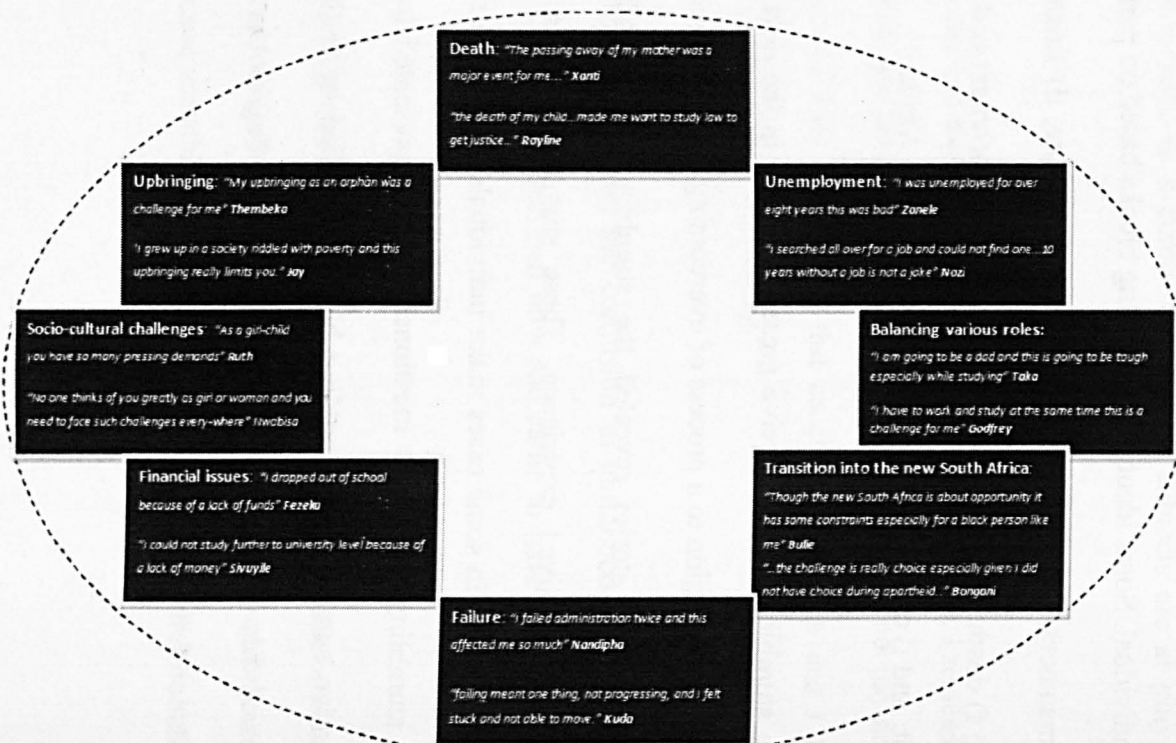 Death: "The passing away of my mother was a
major event for me...." Xanti
"the death of my child...made me want to study law to
get justice..." Rayline
Upbringing: "My upbringing as an orphan was a
challenge for me" Thembeka
"I grew up in a society riddled with poverty and this
upbringing really limits you." Jay
Unemployment: "I was unemployed for over
eight years this was bad" Zanele
"I searched all over for a job and could not find one....10
years without a job is not a joke" Nozi
Socio-cultural challenges: "As a girl-child
you have so many pressing demands" Ruth
"No one thinks of you greatly as girl or woman and you
need to face such challenges every-where" Nwabisa
Balancing various roles:
"I am going to be a dad and this is going to be tough
especially while studying" Taka
"I have to work and study at the same time this is a
challenge for me" Godfrey
Financial issues: "I dropped out of school
because of a lack of funds" Fezeka
"I could not study further to university level because of
a lack of money" Sivuyile
Transition into the new South Africa:
"Though the new South Africa is about opportunity it
has some constraints especially for a black person like
me" Bulie
"...the challenge is really choice especially given I did
not have choice during apartheid..." Bongani
Failure: "I failed administration twice and this
affected me so much" Nandipha
"failing meant one thing, not progressing, and I felt
stuck and not able to move." Kuda